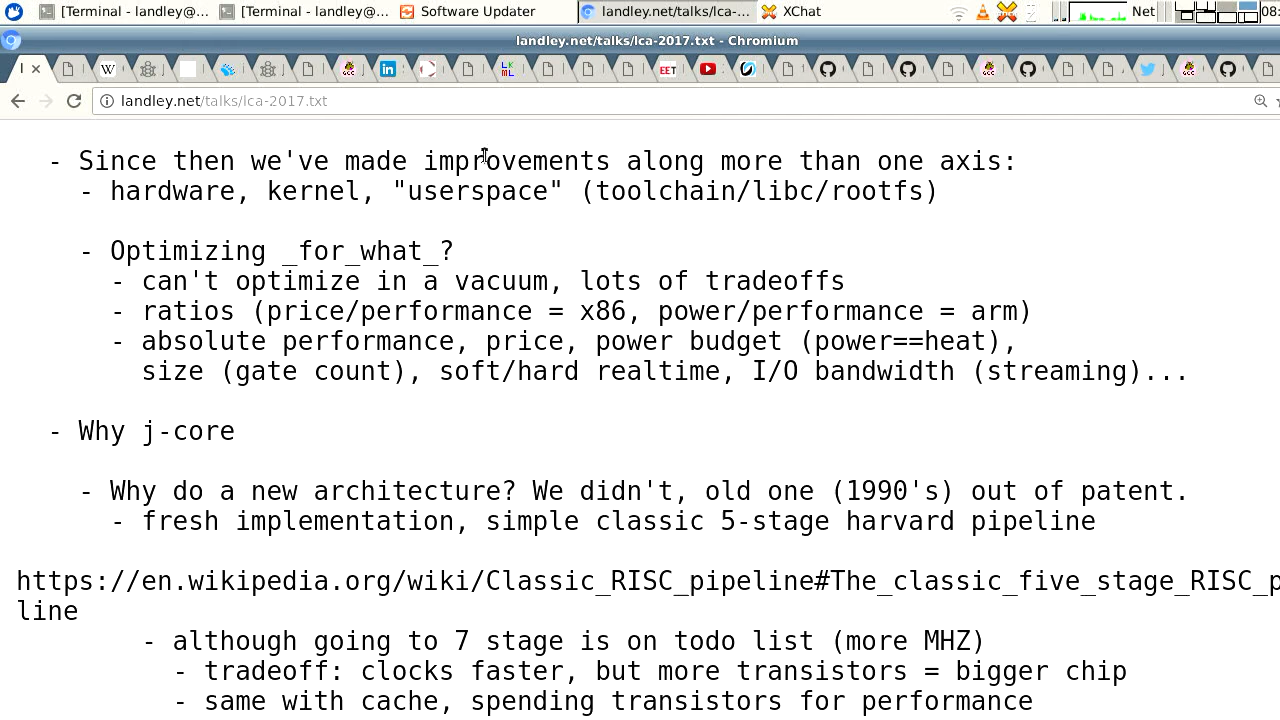 [Terminal - landley@...
[Terminal - landley@...
Software Updater
landley.net/talks/lca-...
XChat
Net
08:
landley.net/talks/lca-2017.txt - Chromium
landley.net/talks/lca-2017.txt
- Since then we've made improvements along more than one axis:
- hardware, kernel, "userspace" (toolchain/libc/rootfs)
- Optimizing _for_what_?
- can't optimize in a vacuum, lots of tradeoffs
- ratios (price/performance = x86, power/performance = arm)
- absolute performance, price, power budget (power==heat),
size (gate count), soft/hard realtime, I/O bandwidth (streaming)...
- Why j-core
- Why do a new architecture? We didn't, old one (1990's) out of patent.
- fresh implementation, simple classic 5-stage harvard pipeline
https://en.wikipedia.org/wiki/Classic_RISC_pipeline#The_classic_five_stage_RISC_p
line
- although going to 7 stage is on todo list (more MHZ)
- tradeoff: clocks faster, but more transistors = bigger chip
- same with cache, spending transistors for performance